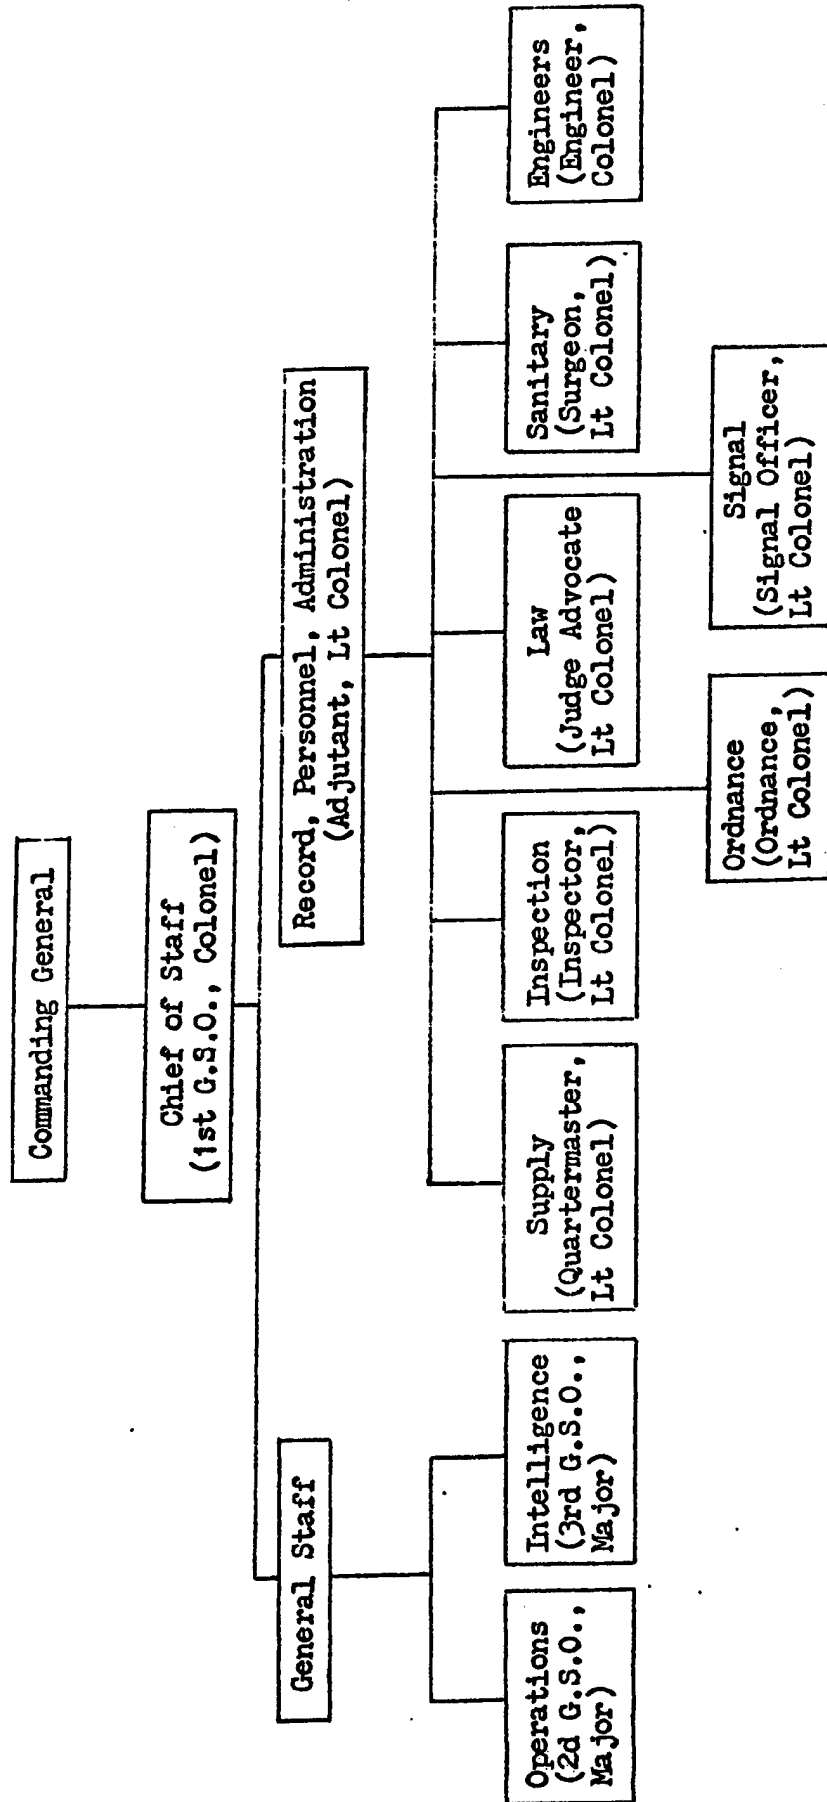 Commanding General
Chief of Staff
(1st G.S.O., Colonel)
General Staff
Record, Personnel, Administration
(Adjutant, Lt Colonel)
Operations
(2d G.S.O.,
Major)
Intelligence
(3rd G.S.O.,
Major)
Supply
(Quartermaster,
Lt Colonel)
Inspection
(Inspector,
Lt Colonel)
Law
(Judge Advocate
Lt Colonel)
Sanitary
(Surgeon,
Lt Colonel)
Engineers
(Engineer,
Colonel)
Ordnance
(Ordnance,
Lt Colonel)
Signal
(Signal Officer,
Lt Colonel)